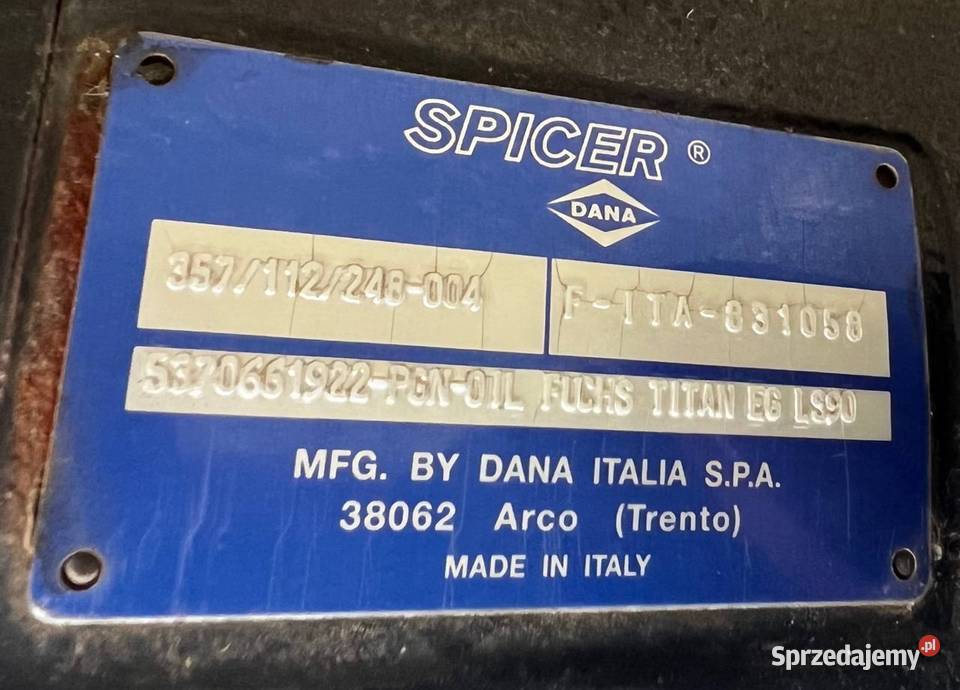 SPICER ®
DANA
357/112/248-004 F-ITA-831058
5370661922-PGN-OIL FUCHS TITAN EG LS90
MFG. BY DANA ITALIA S.P.A.
38062 Arco (Trento)
MADE IN ITALY
Sprzedajemy.pl